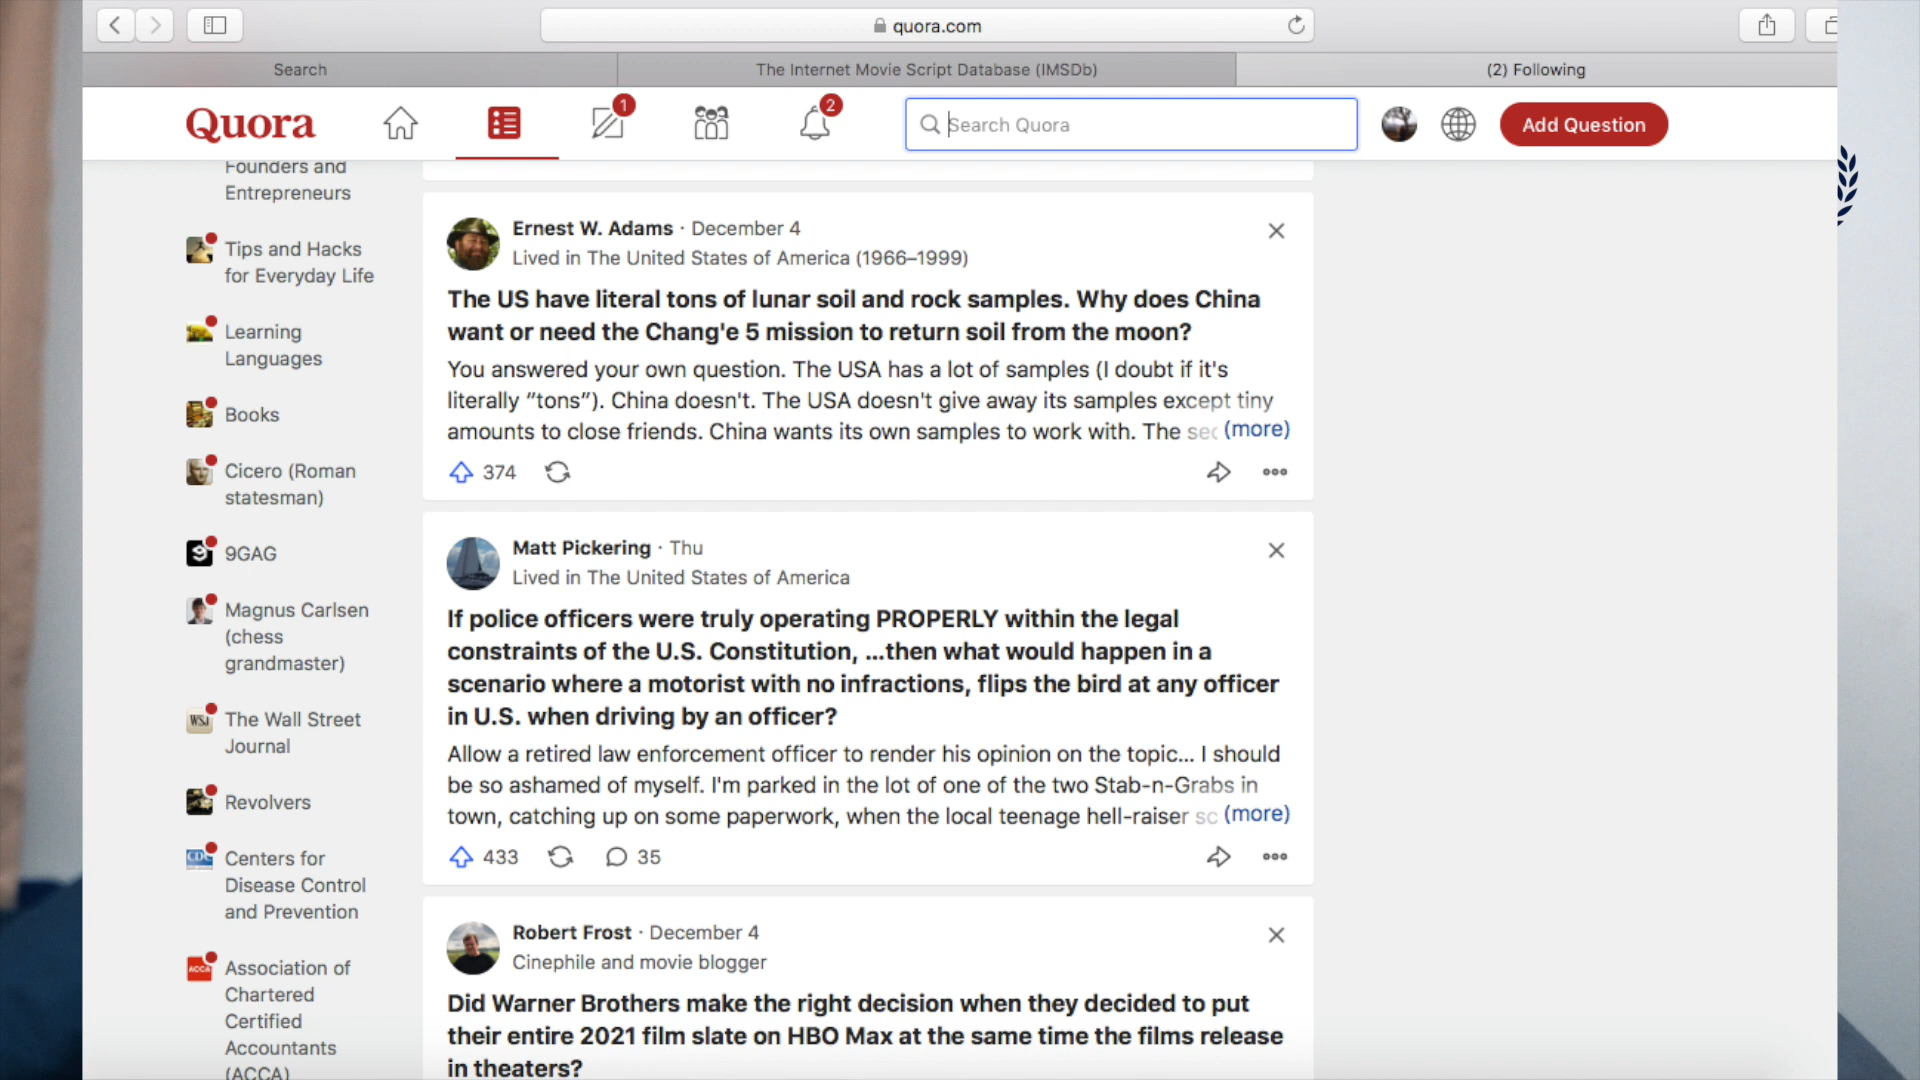 quora.com
Search
The Internet Movie Script Database (IMSDb)
(2) Following
Quora
1
2
Search Quora
Add Question
Founders and
Entrepreneurs
Tips and Hacks
for Everyday Life
Learning
Languages
Books
Cicero (Roman
statesman)
9GAG
Magnus Carlsen
(chess
grandmaster)
WSJ
The Wall Street
Journal
Revolvers
CDC
Centers for
Disease Control
and Prevention
ACCA
Association of
Chartered
Certified
Accountants
(ACCA)
Ernest W. Adams · December 4
Lived in The United States of America (1966–1999)
The US have literal tons of lunar soil and rock samples. Why does China
want or need the Chang'e 5 mission to return soil from the moon?
You answered your own question. The USA has a lot of samples (I doubt if it's
literally “tons”). China doesn't. The USA doesn't give away its samples except tiny
amounts to close friends. China wants its own samples to work with. The (more)
374
Matt Pickering · Thu
Lived in The United States of America
If police officers were truly operating PROPERLY within the legal
constraints of the U.S. Constitution, ...then what would happen in a
scenario where a motorist with no infractions, flips the bird at any officer
in U.S. when driving by an officer?
Allow a retired law enforcement officer to render his opinion on the topic... I should
be so ashamed of myself. I'm parked in the lot of one of the two Stab-n-Grabs in
town, catching up on some paperwork, when the local teenage hell-raiser (more)
433
35
Robert Frost · December 4
Cinephile and movie blogger
Did Warner Brothers make the right decision when they decided to put
their entire 2021 film slate on HBO Max at the same time the films release
in theaters?